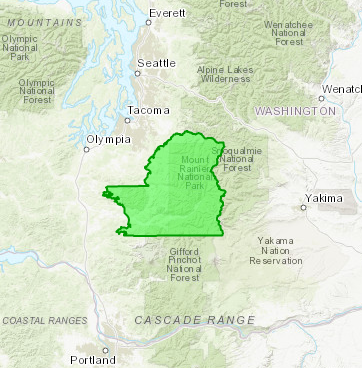 MOUNTAINS
Everett
Olympic
National
Park
Wenatchee
National
Forest
Seattle
Olympic
National
Forest
Alpine Lakes
Wilderness
Wenatch
Tacoma
WASHINGTON
Olympia
Snoqualmie
National
Forest
Mount
Rainier
National
Park
Yakima
Yakama
Nation
Reservation
Gifford
Pinchot
National
Forest
COASTAL RANGES
CASCADE RANGE
Portland